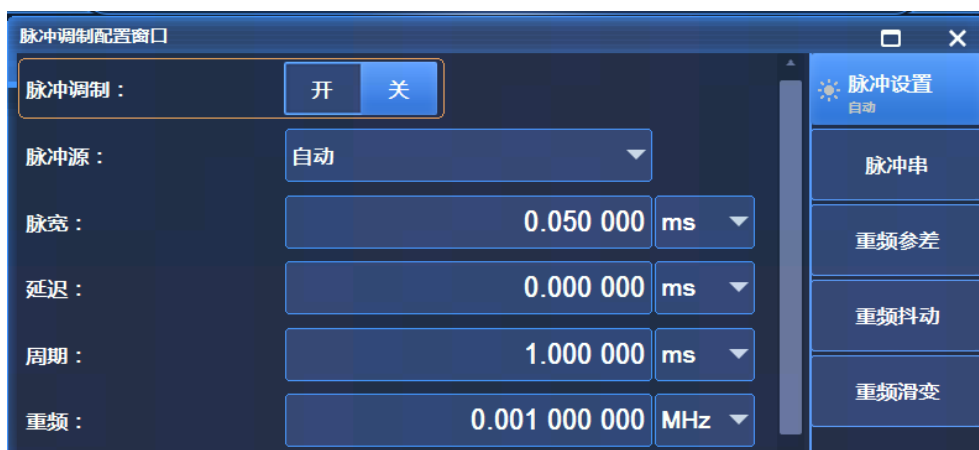 脉冲调制配置窗口
脉冲调制： 开 关
脉冲源： 自动
脉宽： 0.050 000 ms
延迟： 0.000 000 ms
周期： 1.000 000 ms
重频： 0.001 000 000 MHz
脉冲设置
自动
脉冲串
重频参差
重频抖动
重频滑变